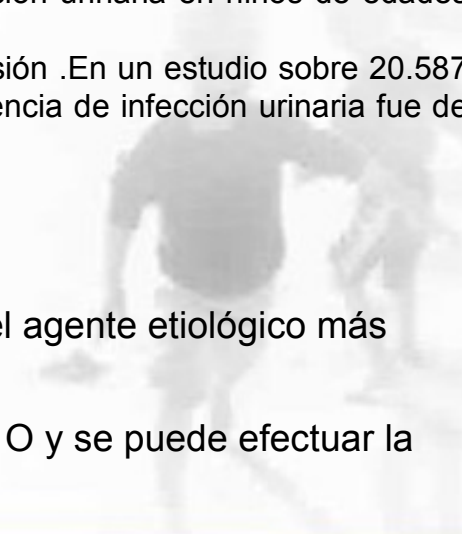 ción urinaria en niños de edades
sión .En un estudio sobre 20.587
encia de infección urinaria fue de
el agente etiológico más
O y se puede efectuar la